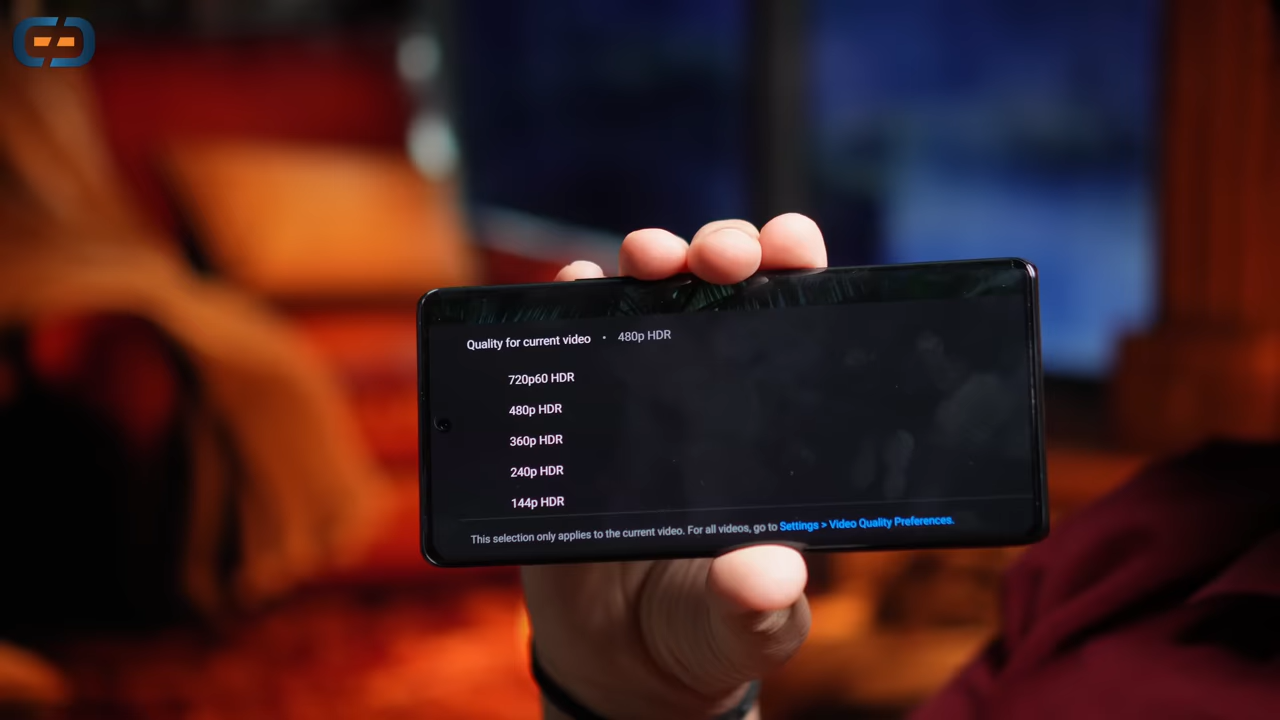 Quality for current video • 480p HDR
720p60 HDR
480p HDR
360p HDR
240p HDR
144p HDR
This selection only applies to the current video. For all videos, go to Settings > Video Quality Preferences.